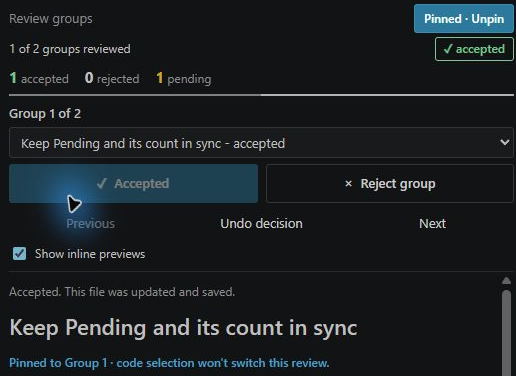 Review groups
Pinned · Unpin
1 of 2 groups reviewed
✓ accepted
1 accepted 0 rejected 1 pending
Group 1 of 2
Keep Pending and its count in sync - accepted
✓ Accepted
× Reject group
Previous
Undo decision
Next
Show inline previews
Accepted. This file was updated and saved.
Keep Pending and its count in sync
Pinned to Group 1 · code selection won't switch this review.